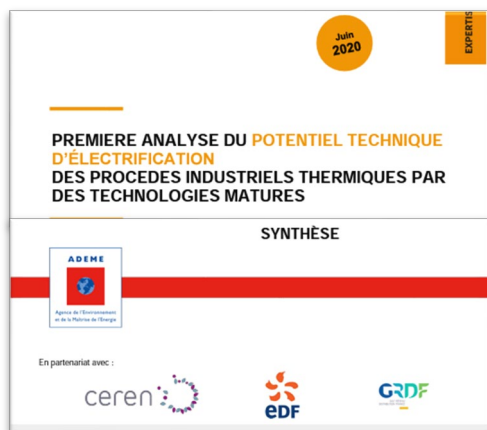 Juin
2020
EXPERTIS
PREMIERE ANALYSE DU POTENTIEL TECHNIQUE
D'ÉLECTRIFICATION
DES PROCEDES INDUSTRIELS THERMIQUES PAR
DES TECHNOLOGIES MATURES
SYNTHÈSE
ADEME
Agence de l'Environnement
et de la Maîtrise de l'Energie
En partenariat avec :
ceren
eDF
GRDF